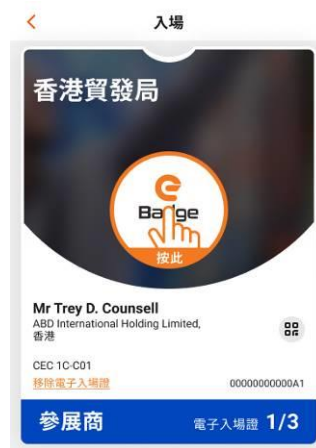 入場
香港貿發局
e
Badge
按此
Mr Trey D. Counsell
ABD International Holding Limited,
香港
CEC 1C-C01
移除電子入場證
00000000000A1
參展商
電子入場證 1/3